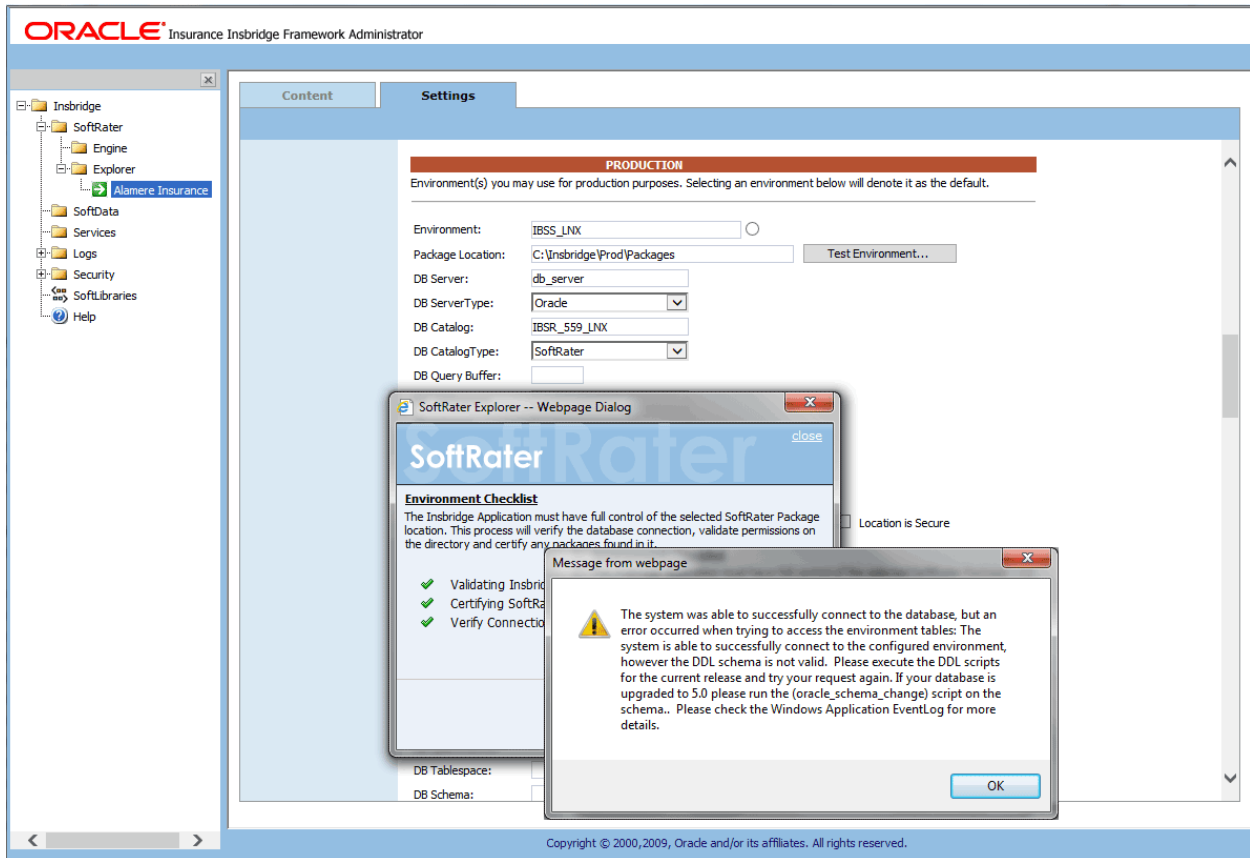 ORACLE Insurance Insbridge Framework Administrator
Insbridge
SoftRater
Engine
Explorer
Alamere Insurance
SoftData
Services
Logs
Security
SoftLibraries
Help
Content
Settings
PRODUCTION
Environment(s) you may use for production purposes. Selecting an environment below will denote it as the default.
Environment: IBSS_LNX
Package Location: C:\Insbridge\Prod\Packages Test Environment...
DB Server: db_server
DB ServerType: Oracle
DB Catalog: IBSR_559_LNX
DB CatalogType: SoftRater
DB Query Buffer:
SoftRater Explorer -- Webpage Dialog
close
SoftRater
SoftRater
Environment Checklist
The Insbridge Application must have full control of the selected SoftRater Package
location. This process will verify the database connection, validate permissions on
the directory and certify any packages found in it.
Validating
Certifying
Verify
Location is Secure
Message from webpage
The system was able to successfully connect to the database, but an
error occurred when trying to access the environment tables: The
system is able to successfully connect to the configured environment,
however the DDL schema is not valid. Please execute the DDL scripts
for the current release and try your request again. If your database is
upgraded to 5.0 please run the (oracle_schema_change) script on the
schema.. Please check the Windows Application EventLog for more
details.
OK
DB Tablespace:
DB Schema:
Copyright © 2000,2009, Oracle and/or its affiliates. All rights reserved.